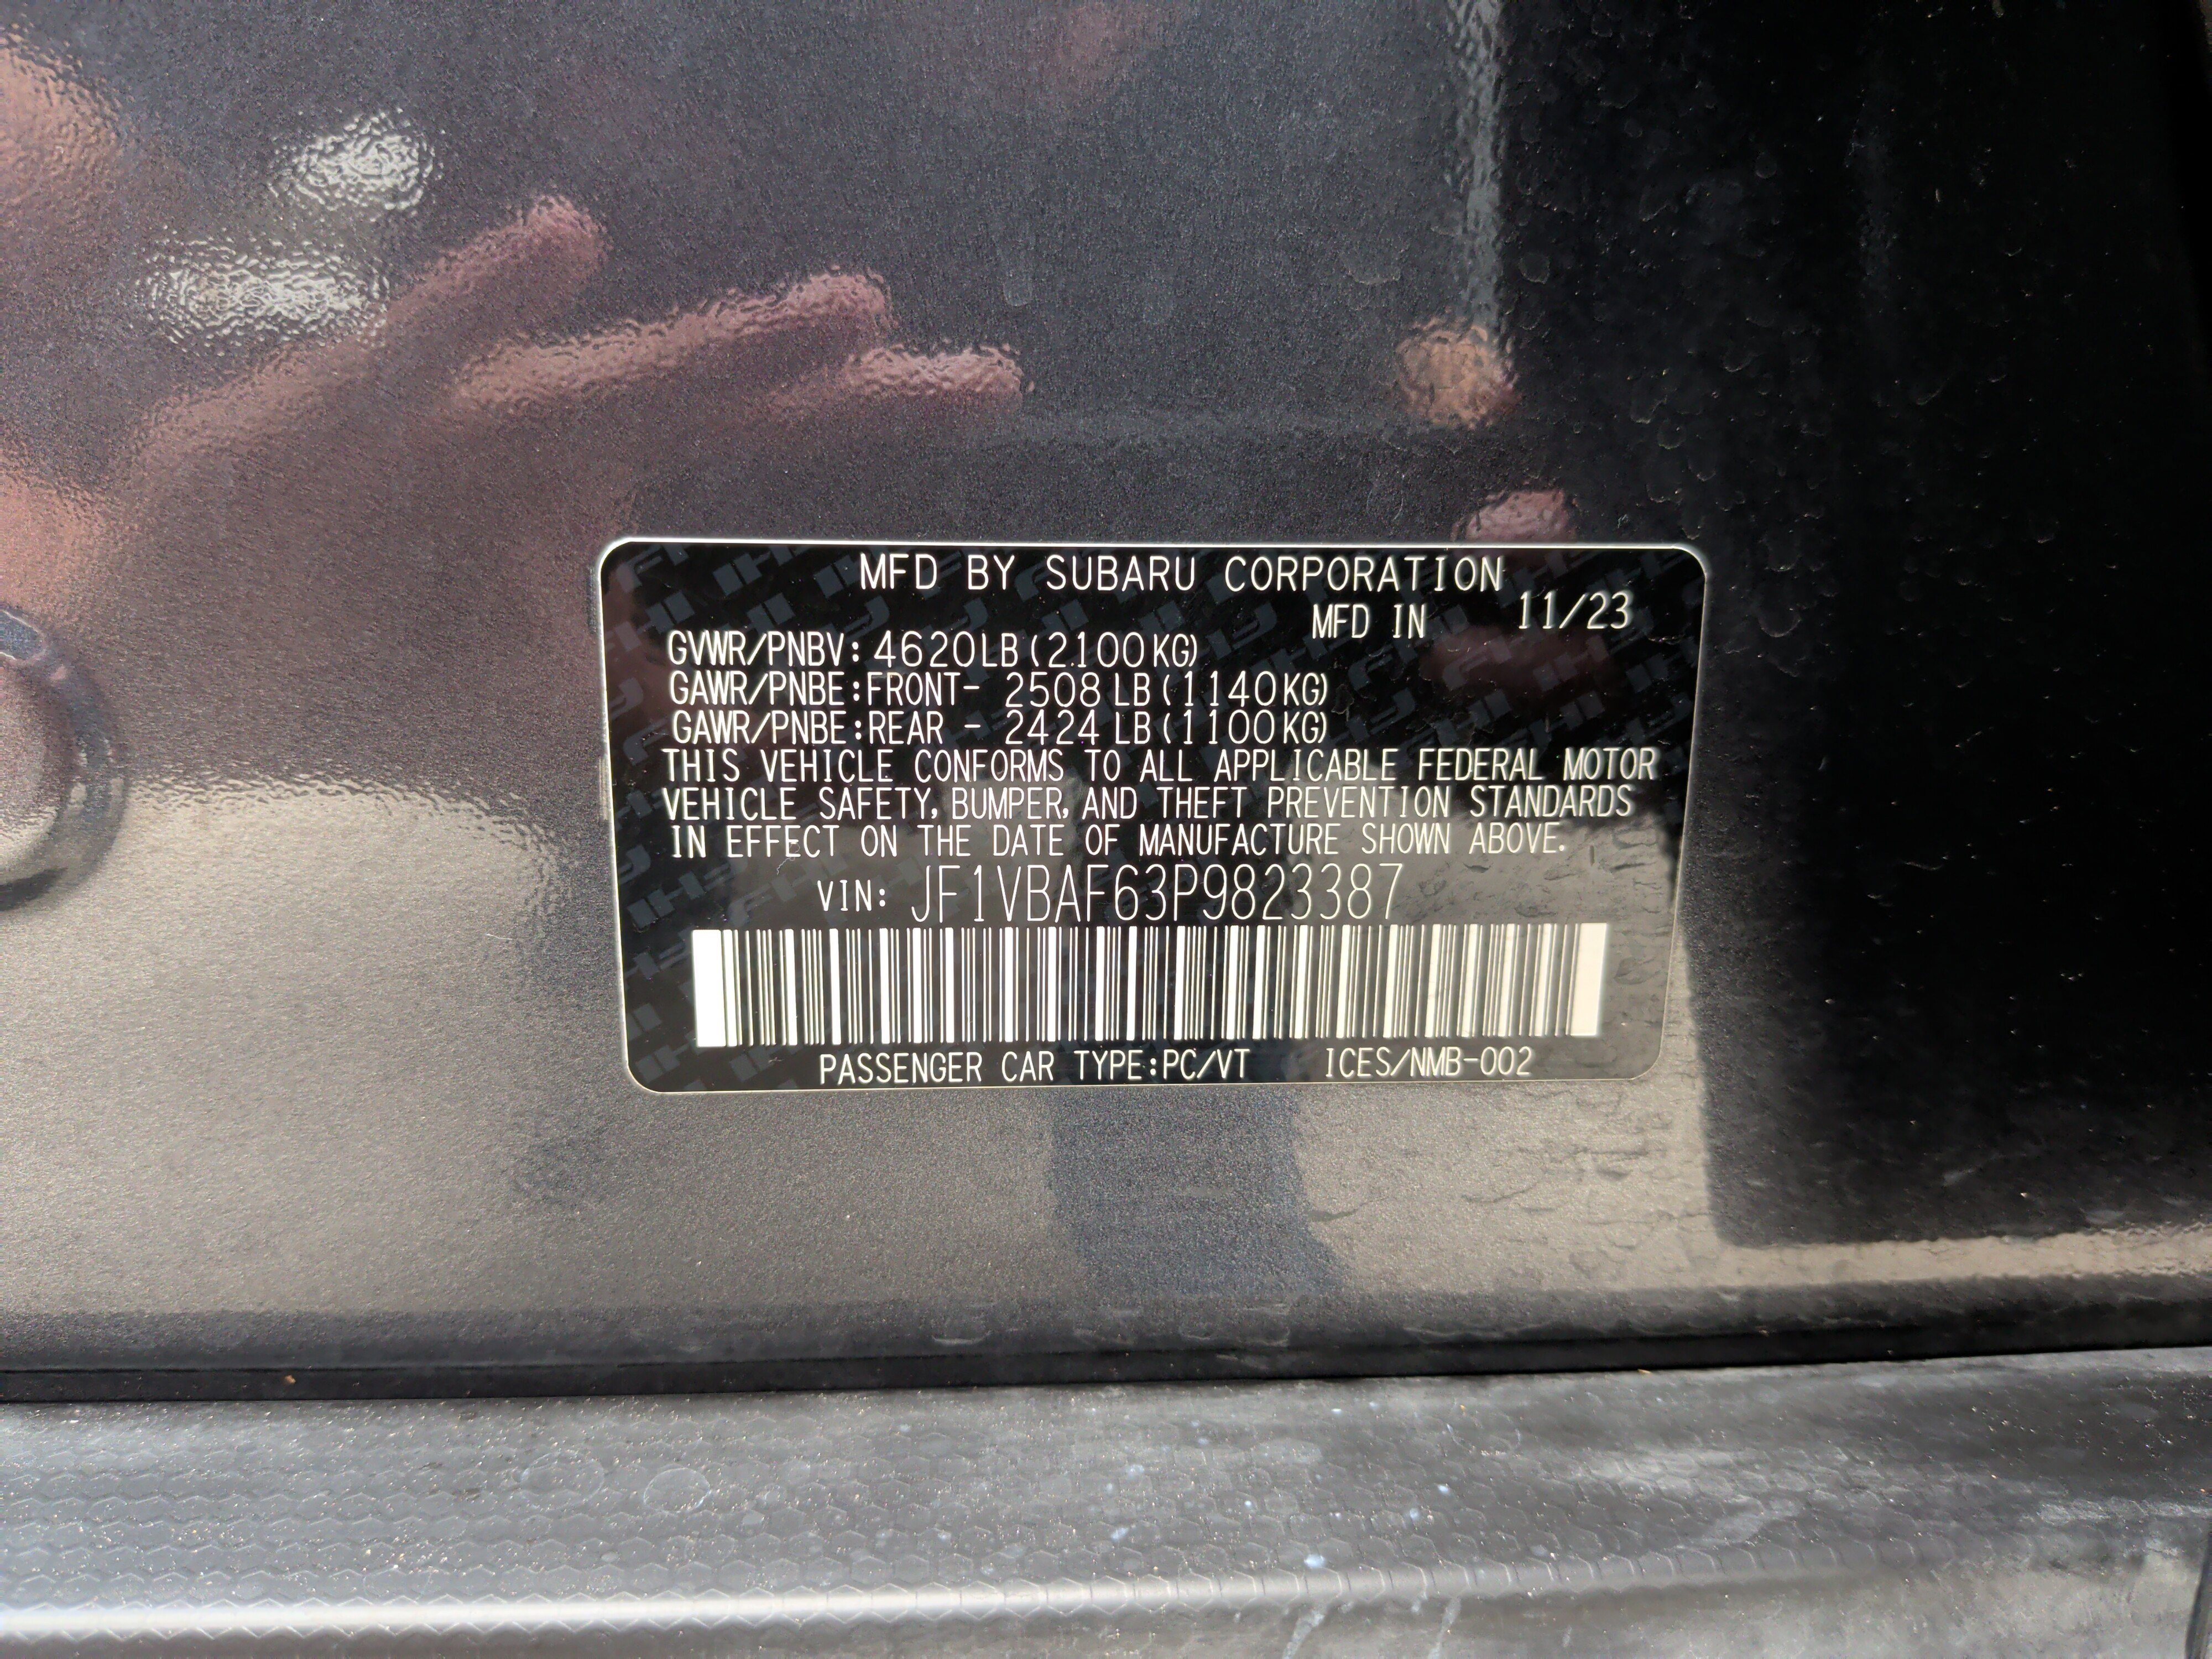 MFD BY SUBARU CORPORATION
MFD IN 11/23
GVWR/PNBV: 4620LB (2100KG)
GAWR/PNBE:FRONT- 2508 LB (1140KG)
GAWR/PNBE:REAR - 2424 LB (1100KG)
THIS VEHICLE CONFORMS TO ALL APPLICABLE FEDERAL MOTOR
VEHICLE SAFETY, BUMPER, AND THEFT PREVENTION STANDARDS
IN EFFECT ON THE DATE OF MANUFACTURE SHOWN ABOVE.
VIN: JF1VBAF63P9823387
PASSENGER CAR TYPE:PC/VT ICES/NMB-002